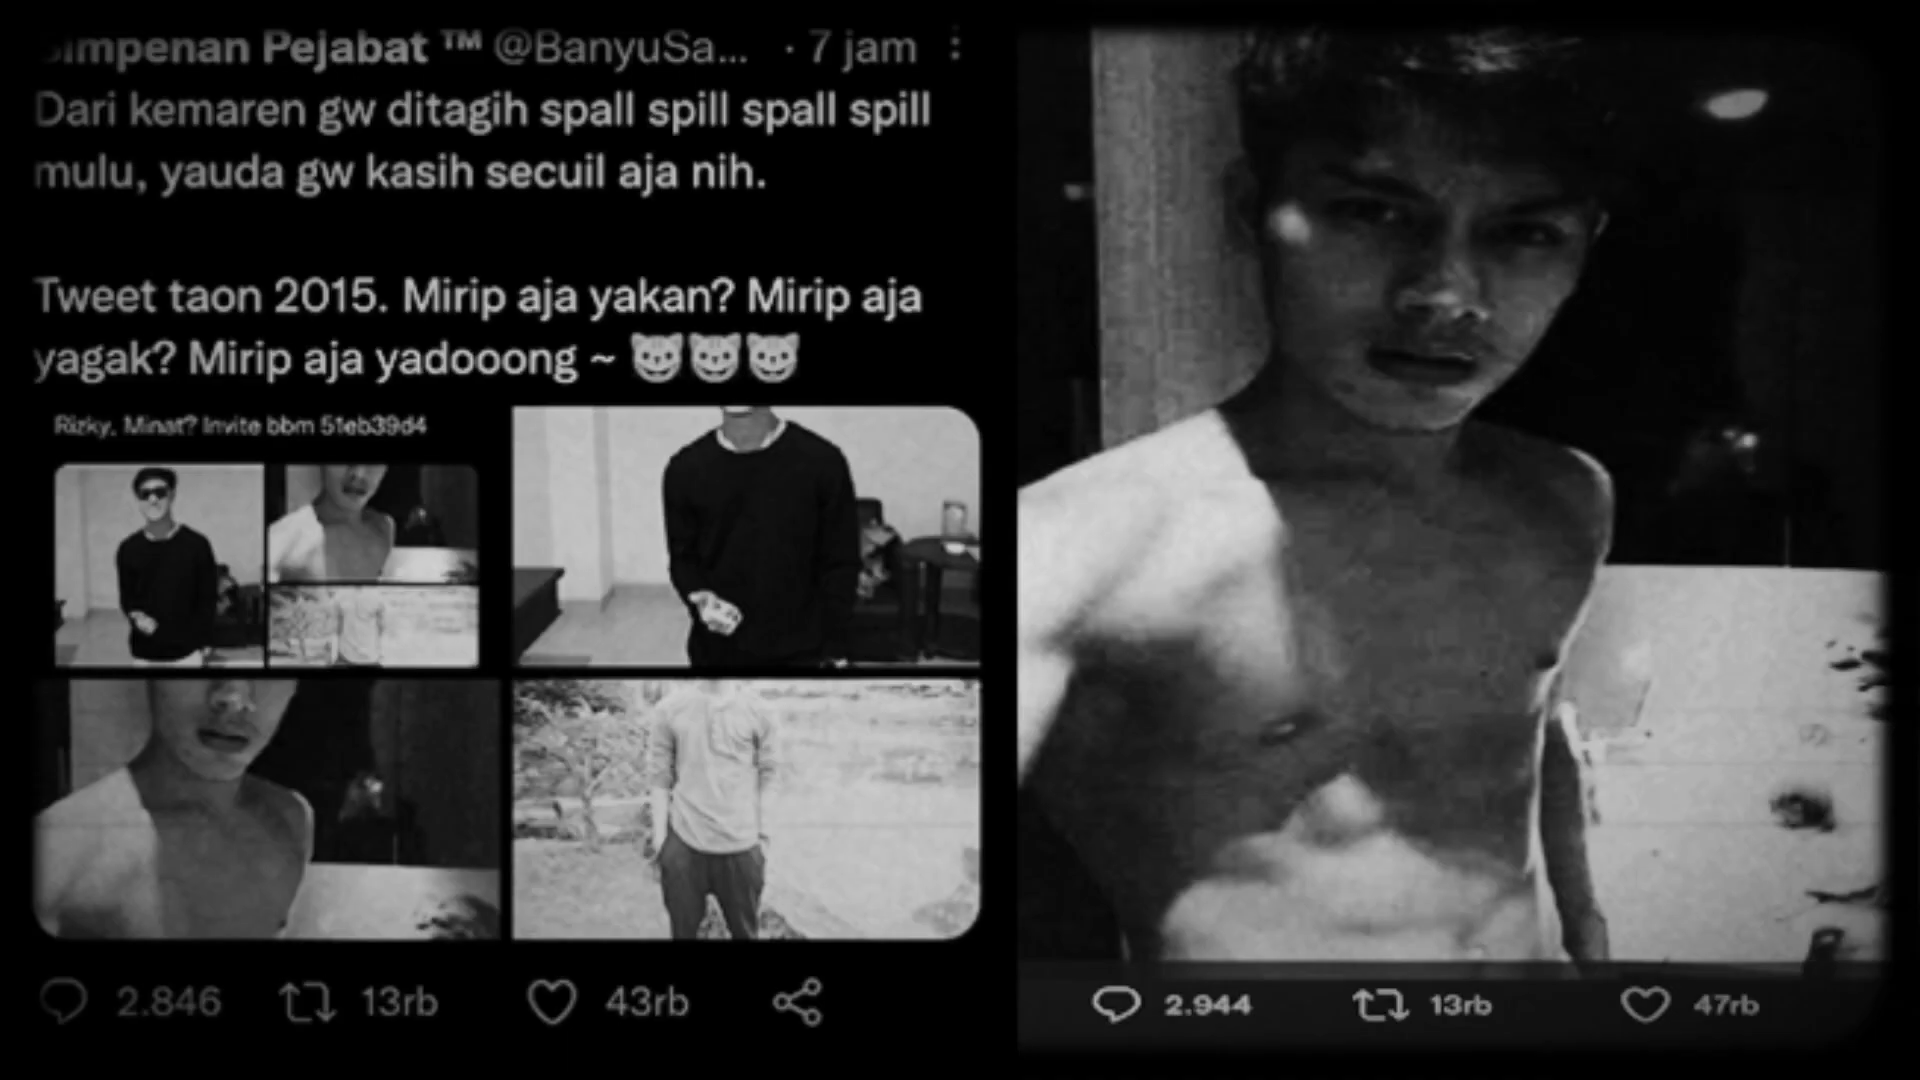 Simpenan Pejabat ™ @BanyuSa... · 7 jam
Dari kemaren gw ditagih spall spill spall spill
mulu, yauda gw kasih secuil aja nih.
Tweet taon 2015. Mirip aja yakan? Mirip aja
yagak? Mirip aja yadooong ~ 😺😺😺
Rizky, Minat? Invite bbm 51eb39d4
2.846 13rb 43rb
2.944 13rb 47rb